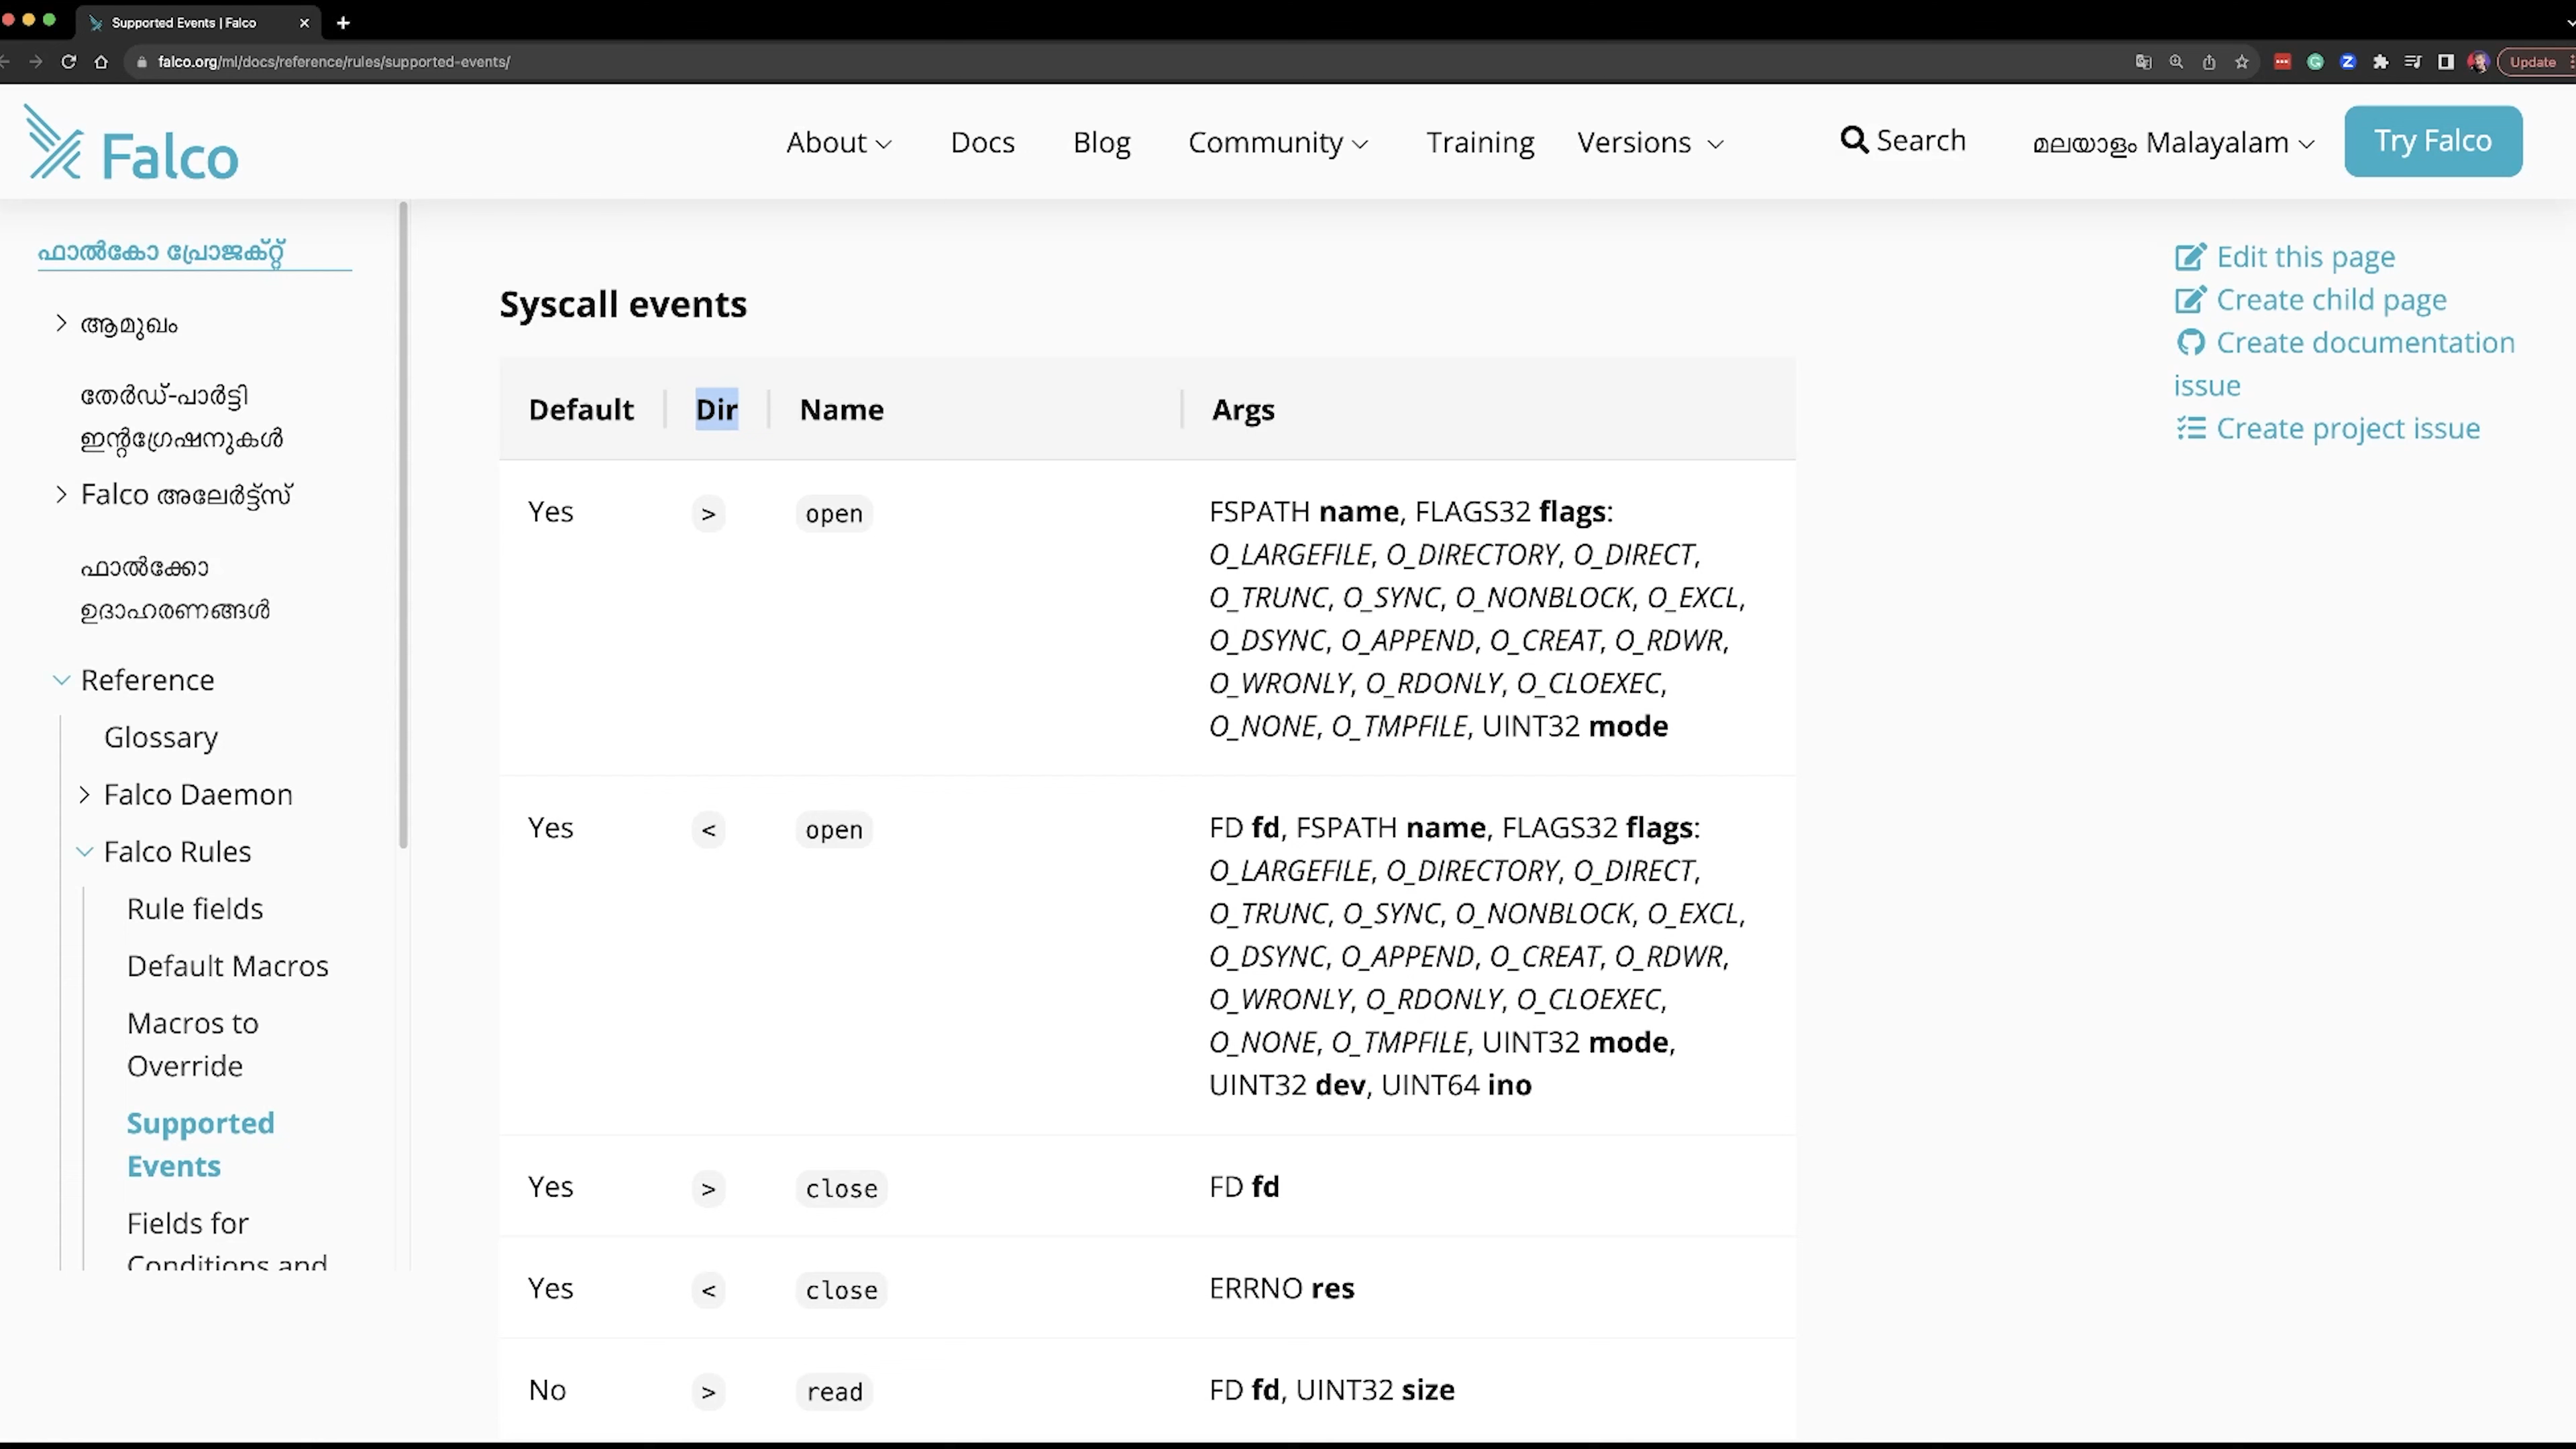 Supported Events | Falco
falco.org/ml/docs/reference/rules/supported-events/
Update
Falco
About
Docs
Blog
Community
Training
Versions
Search
മലയാളം Malayalam
Try Falco
ഫാൽകോ പ്രോജക്റ്റ്
ആമുഖം
തേർഡ്-പാർട്ടി
ഇന്റഗ്രേഷനുകൾ
Falco അലേർട്ട്സ്
ഫാൽക്കോ
ഉദാഹരണങ്ങൾ
Reference
Glossary
Falco Daemon
Falco Rules
Rule fields
Default Macros
Macros to
Override
Supported
Events
Fields for
Conditions and
Syscall events
Default Dir Name Args
Yes > open FSPATH name, FLAGS32 flags:
O_LARGEFILE, O_DIRECTORY, O_DIRECT,
O_TRUNC, O_SYNC, O_NONBLOCK, O_EXCL,
O_DSYNC, O_APPEND, O_CREAT, O_RDWR,
O_WRONLY, O_RDONLY, O_CLOEXEC,
O_NONE, O_TMPFILE, UINT32 mode
Yes < open FD fd, FSPATH name, FLAGS32 flags:
O_LARGEFILE, O_DIRECTORY, O_DIRECT,
O_TRUNC, O_SYNC, O_NONBLOCK, O_EXCL,
O_DSYNC, O_APPEND, O_CREAT, O_RDWR,
O_WRONLY, O_RDONLY, O_CLOEXEC,
O_NONE, O_TMPFILE, UINT32 mode,
UINT32 dev, UINT64 ino
Yes > close FD fd
Yes < close ERRNO res
No > read FD fd, UINT32 size
Edit this page
Create child page
Create documentation
issue
Create project issue